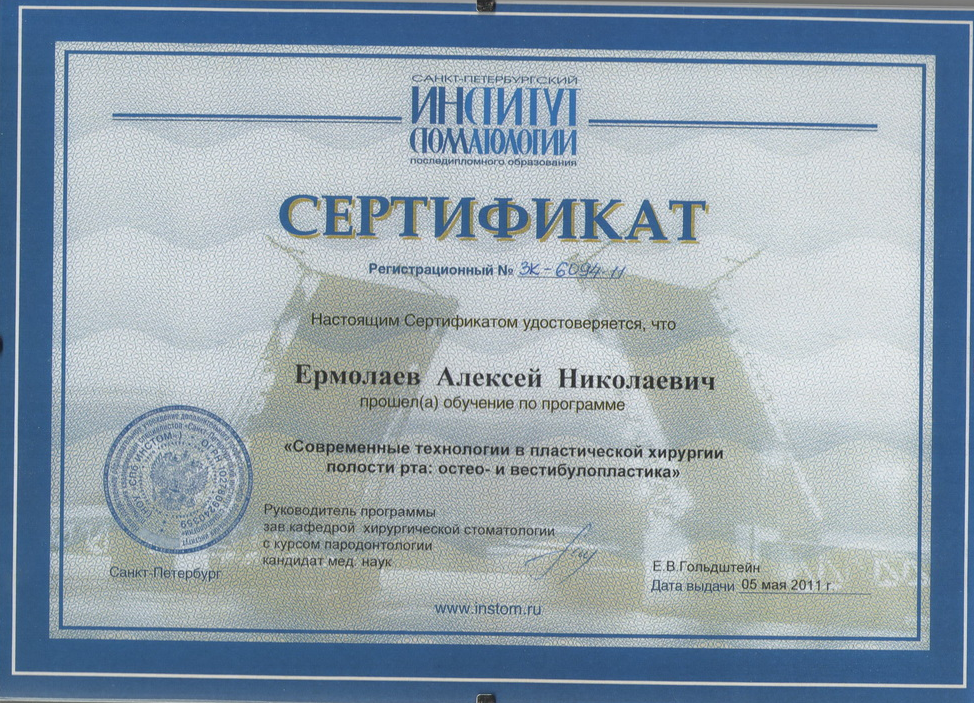 САНКТ-ПЕТЕРБУРГСКИЙ
ИНСТИТУТ
СТОМАТОЛОГИИ
последипломного образования
СЕРТИФИКАТ
Регистрационный № ЗК-6094-11
Настоящим Сертификатом удостоверяется, что
Ермолаев Алексей Николаевич
прошел(а) обучение по программе
«Современные технологии в пластической хирургии
полости рта: остео- и вестибулопластика»
Руководитель программы
зав.кафедрой хирургической стоматологии
с курсом пародонтологии
кандидат мед. наук
Е.В.Гольдштейн
Дата выдачи 05 мая 2011 г.
Санкт-Петербург
www.instom.ru